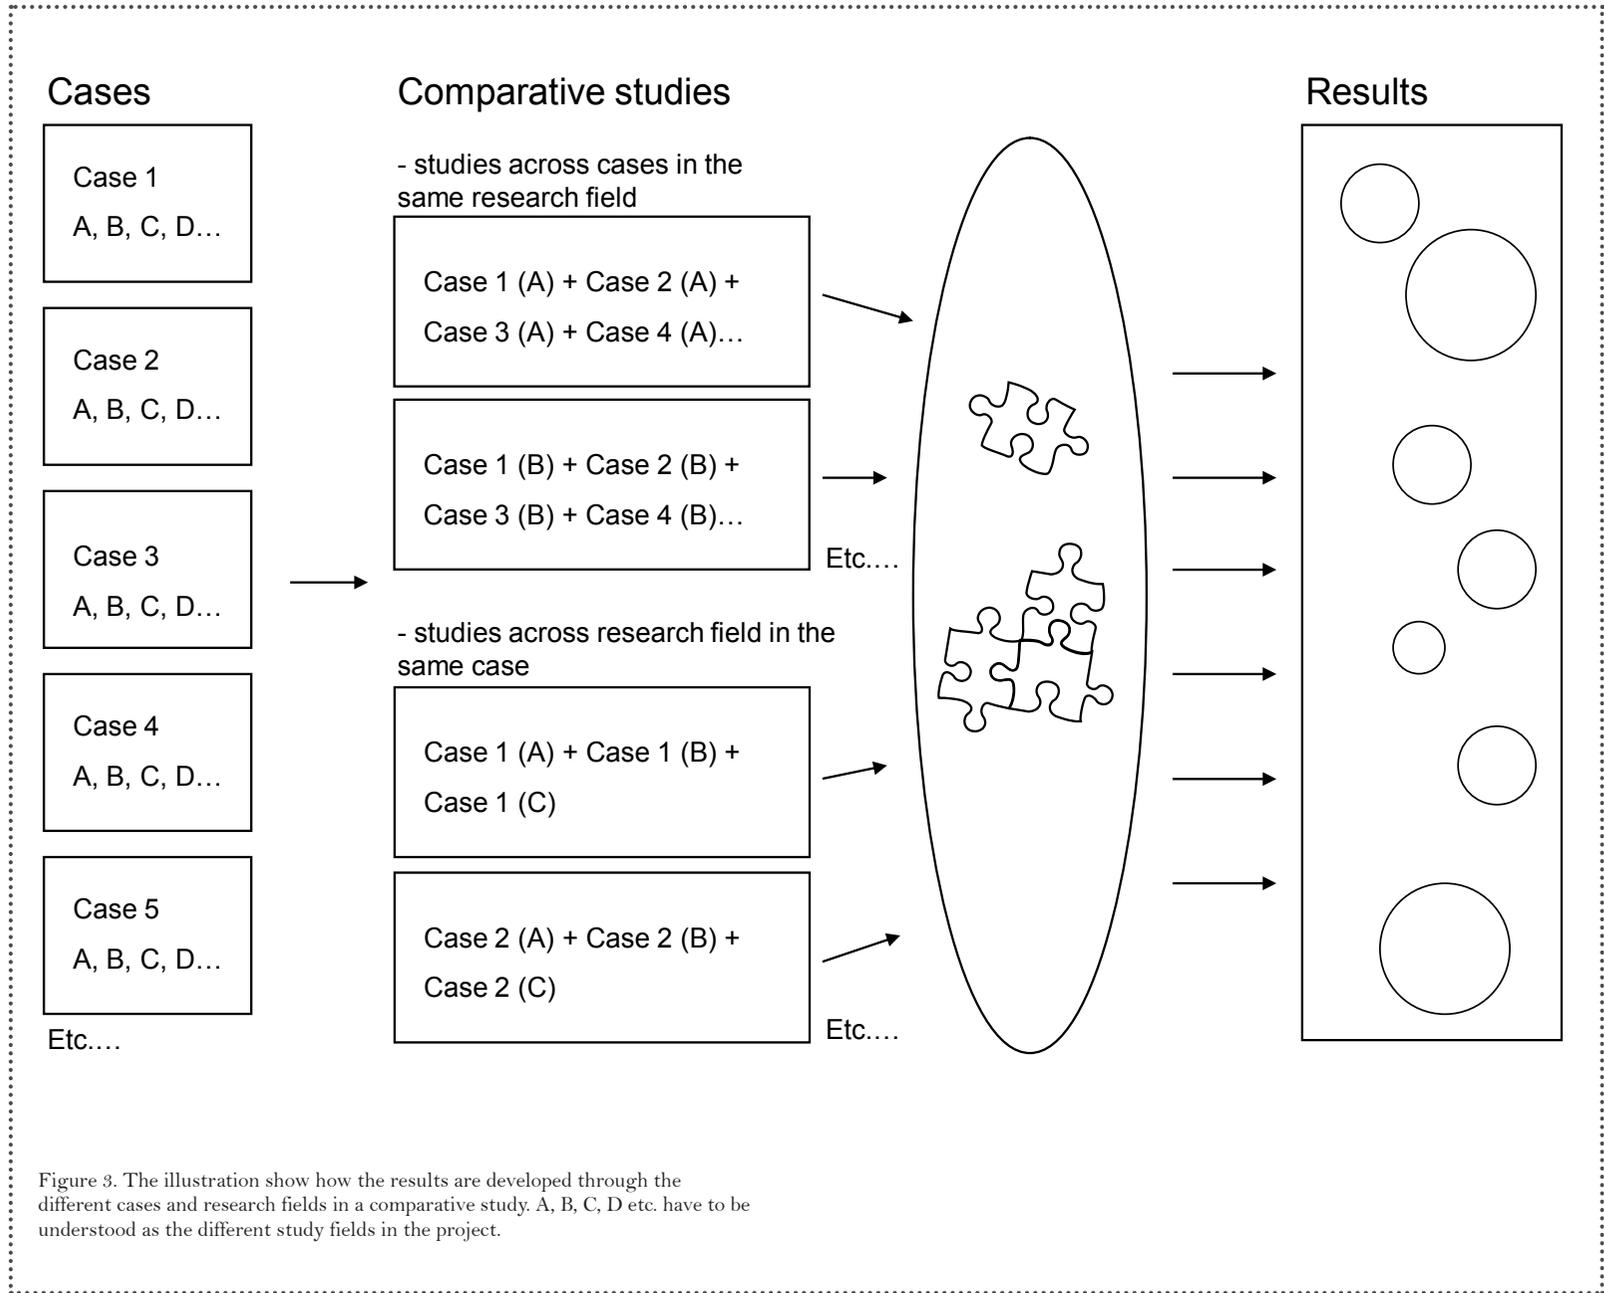 Cases
Case 1
A, B, C, D…
Case 2
A, B, C, D…
Case 3
A, B, C, D…
Case 4
A, B, C, D…
Case 5
A, B, C, D…
Etc.…
Comparative studies
- studies across cases in the
same research field
Case 1 (A) + Case 2 (A) +
Case 3 (A) + Case 4 (A)…
Case 1 (B) + Case 2 (B) +
Case 3 (B) + Case 4 (B)…
Etc.…
- studies across research field in the
same case
Case 1 (A) + Case 1 (B) +
Case 1 (C)
Case 2 (A) + Case 2 (B) +
Case 2 (C)
Etc.…
Results
Figure 3. The illustration show how the results are developed through the
different cases and research fields in a comparative study. A, B, C, D etc. have to be
understood as the different study fields in the project.